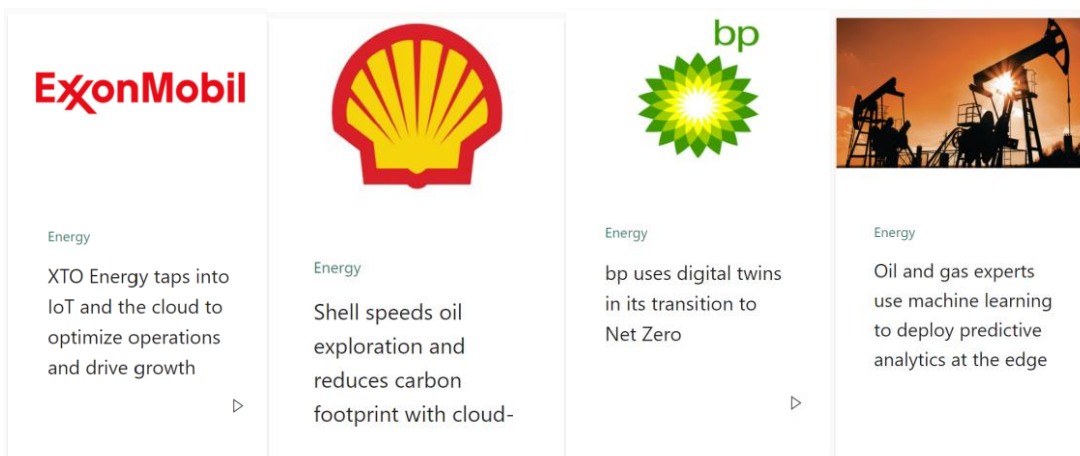 ExxonMobil
Energy
XTO Energy taps into
IoT and the cloud to
optimize operations
and drive growth
Energy
Shell speeds oil
exploration and
reduces carbon
footprint with cloud-
bp
Energy
bp uses digital twins
in its transition to
Net Zero
Energy
Oil and gas experts
use machine learning
to deploy predictive
analytics at the edge